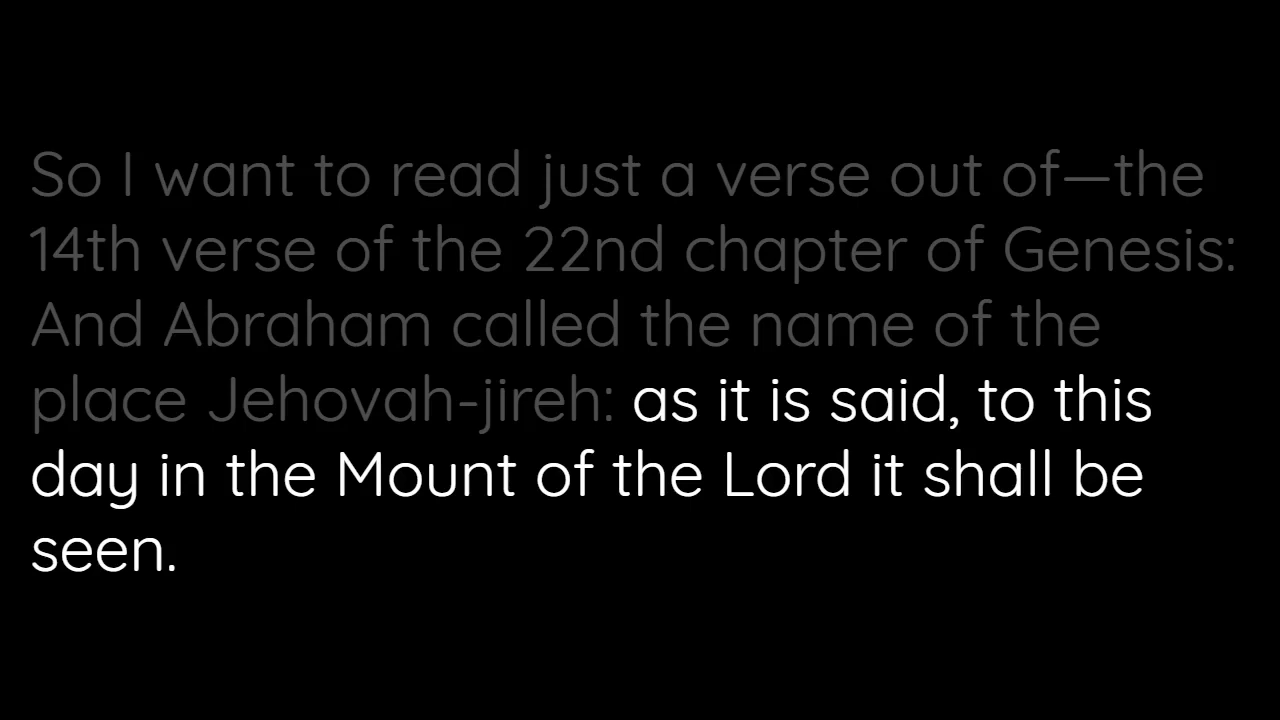 So I want to read just a verse out of—the
14th verse of the 22nd chapter of Genesis:
And Abraham called the name of the
place Jehovah-jireh: as it is said, to this
day in the Mount of the Lord it shall be
seen.